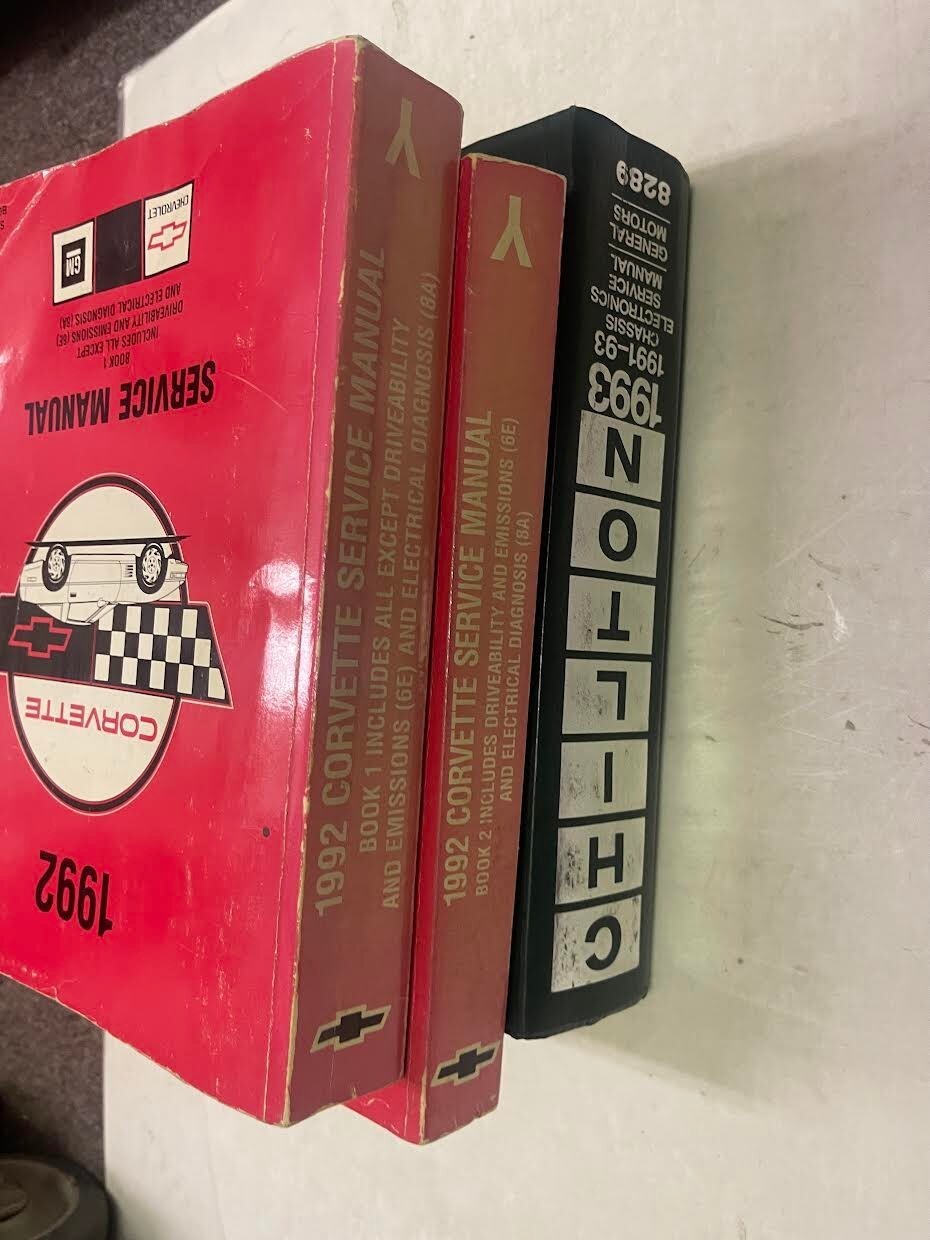 1992
CORVETTE
SERVICE MANUAL
BOOK 1
INCLUDES ALL EXCEPT
DRIVEABILITY AND EMISSIONS (6E)
AND ELECTRICAL DIAGNOSIS (8A)
CHEVROLET
GM
1992 CORVETTE SERVICE MANUAL
BOOK 1 INCLUDES ALL EXCEPT DRIVEABILITY
AND EMISSIONS (6E) AND ELECTRICAL DIAGNOSIS (8A)
Y
1992 CORVETTE SERVICE MANUAL
BOOK 2 INCLUDES DRIVEABILITY AND EMISSIONS (6E)
AND ELECTRICAL DIAGNOSIS (8A)
Y
CHILTON
1993
1991-93
CHASSIS
ELECTRONICS
SERVICE
MANUAL
GENERAL
MOTORS
8289